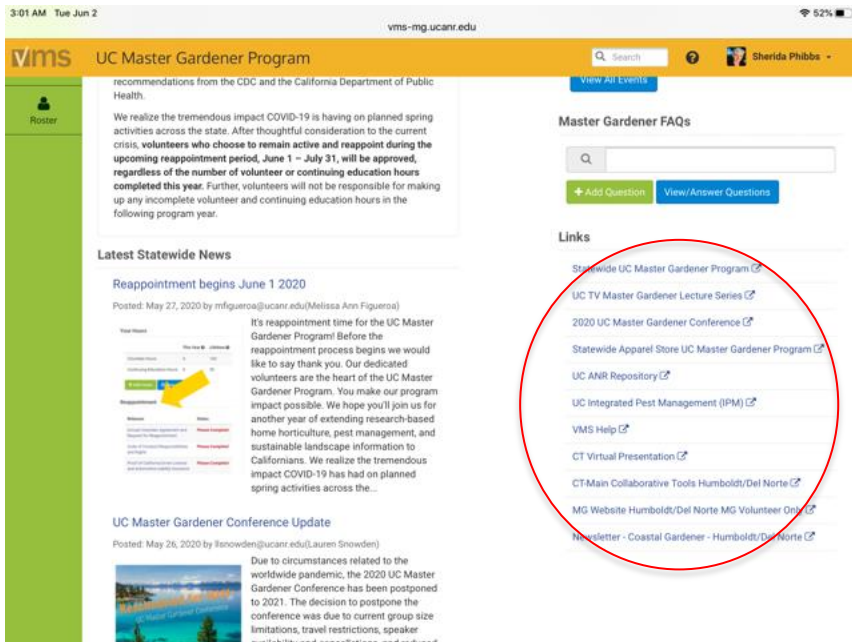 3:01 AM Tue Jun 2
vms-mg.ucanr.edu
52%
vms UC Master Gardener Program
Search
Sherida Phibbs
Roster
recommendations from the CDC and the California Department of Public
Health.
We realize the tremendous impact COVID-19 is having on planned spring
activities across the state. After thoughtful consideration to the current
crisis, volunteers who choose to remain active and reappoint during the
upcoming reappointment period, June 1 – July 31, will be approved,
regardless of the number of volunteer or continuing education hours
completed this year. Further, volunteers will not be responsible for making
up any incomplete volunteer and continuing education hours in the
following program year.
Latest Statewide News
Reappointment begins June 1 2020
Posted: May 27, 2020 by mfigueroa@ucanr.edu(Melissa Ann Figueroa)
Your Hours
Reappointment
It's reappointment time for the UC Master
Gardener Program! Before the
reappointment process begins we would
like to say thank you. Our dedicated
volunteers are the heart of the UC Master
Gardener Program. You make our program
impact possible. We hope you'll join us for
another year of extending research-based
home horticulture, pest management, and
sustainable landscape information to
Californians. We realize the tremendous
impact COVID-19 has had on planned
spring activities across the...
UC Master Gardener Conference Update
Posted: May 26, 2020 by llsnowden@ucanr.edu(Lauren Snowden)
UC Master Gardener Conference
Due to circumstances related to the
worldwide pandemic, the 2020 UC Master
Gardener Conference has been postponed
to 2021. The decision to postpone the
conference was due to current group size
limitations, travel restrictions, speaker
availability and cancellations, and reduced
View All Events
Master Gardener FAQs
+ Add Question
View/Answer Questions
Links
Statewide UC Master Gardener Program
UC TV Master Gardener Lecture Series
2020 UC Master Gardener Conference
Statewide Apparel Store UC Master Gardener Program
UC ANR Repository
UC Integrated Pest Management (IPM)
VMS Help
CT Virtual Presentation
CT-Main Collaborative Tools Humboldt/Del Norte
MG Website Humboldt/Del Norte MG Volunteer Only
Newsletter - Coastal Gardener - Humboldt/Del Norte